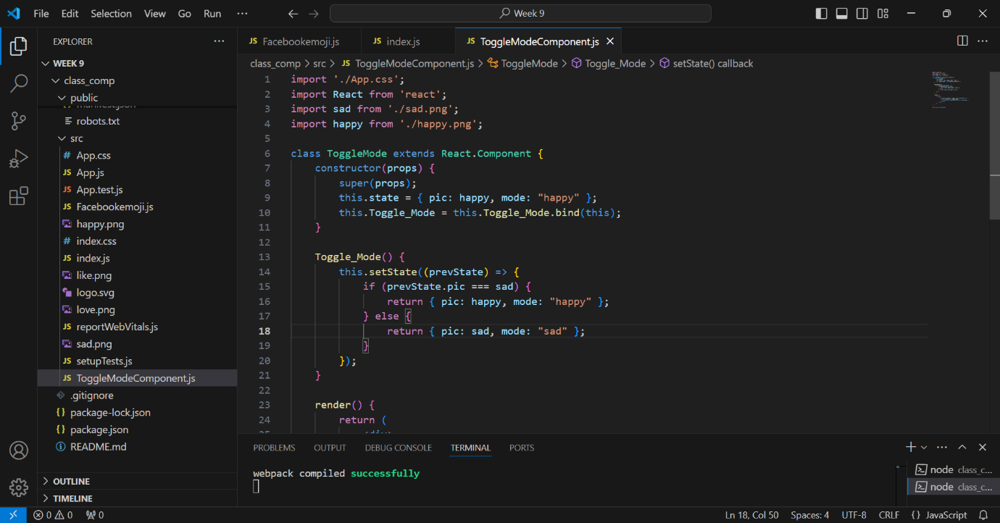 File Edit Selection View Go Run ··· Week 9
EXPLORER ···
WEEK 9
class_comp
public
manifest.json
robots.txt
src
# App.css
JS App.js
JS App.test.js
JS Facebookemoji.js
happy.png
# index.css
JS index.js
like.png
logo.svg
love.png
JS reportWebVitals.js
sad.png
JS setupTests.js
JS ToggleModeComponent.js
.gitignore
{} package-lock.json
{} package.json
README.md
OUTLINE
TIMELINE
JS Facebookemoji.js JS index.js JS ToggleModeComponent.js
class_comp > src > JS ToggleModeComponent.js > ToggleMode > Toggle_Mode > setState() callback
1 import './App.css';
2 import React from 'react';
3 import sad from './sad.png';
4 import happy from './happy.png';
5
6 class ToggleMode extends React.Component {
7 constructor(props) {
8 super(props);
9 this.state = { pic: happy, mode: "happy" };
10 this.Toggle_Mode = this.Toggle_Mode.bind(this);
11 }
12
13 Toggle_Mode() {
14 this.setState((prevState) => {
15 if (prevState.pic === sad) {
16 return { pic: happy, mode: "happy" };
17 } else {
18 return { pic: sad, mode: "sad" };
19 }
20 });
21 }
22
23 render() {
24 return (
25 <div>
PROBLEMS OUTPUT DEBUG CONSOLE TERMINAL PORTS
webpack compiled successfully
node class_c...
node class_c...
0 0 0 Ln 18, Col 50 Spaces: 4 UTF-8 CRLF {} JavaScript